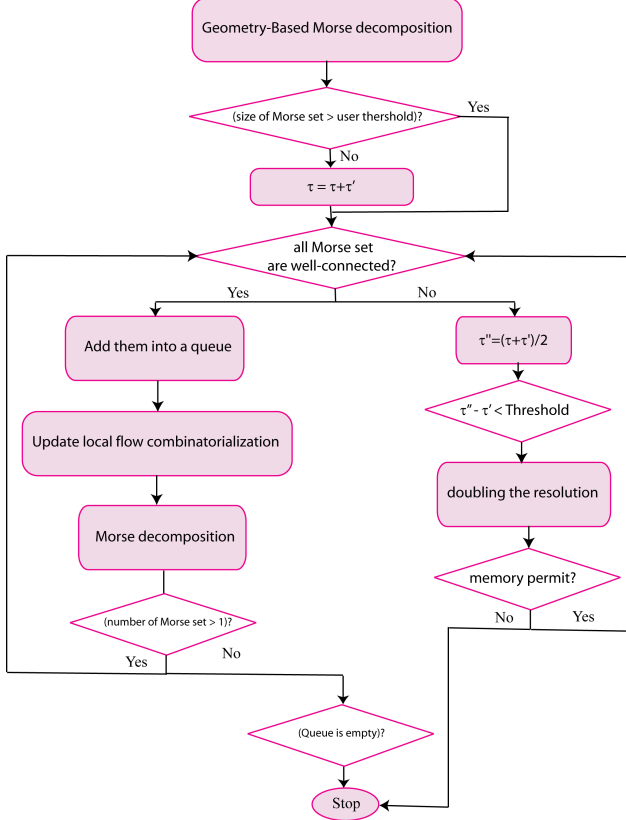 Geometry-Based Morse decomposition
(size of Morse set > user thershold)?
Yes
No
τ = τ+τ'
all Morse set
are well-connected?
Yes
No
Add them into a queue
τ"=(τ+τ')/2
τ" - τ' < Threshold
Update local flow combinatorialization
doubling the resolution
Morse decomposition
memory permit?
(number of Morse set > 1)?
No
Yes
Yes
No
(Queue is empty)?
Stop